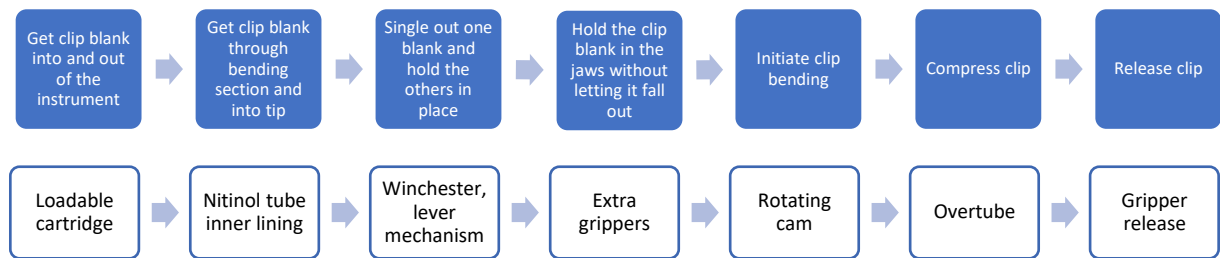 Get clip blank
into and out
of the
instrument
Get clip blank
through
bending
section and
into tip
Single out one
blank and
hold the
others in
place
Hold the clip
blank in the
jaws without
letting it fall
out
Initiate clip
bending
Compress clip
Release clip
Loadable
cartridge
Nitinol tube
inner lining
Winchester,
lever
mechanism
Extra
grippers
Rotating
cam
Overtube
Gripper
release